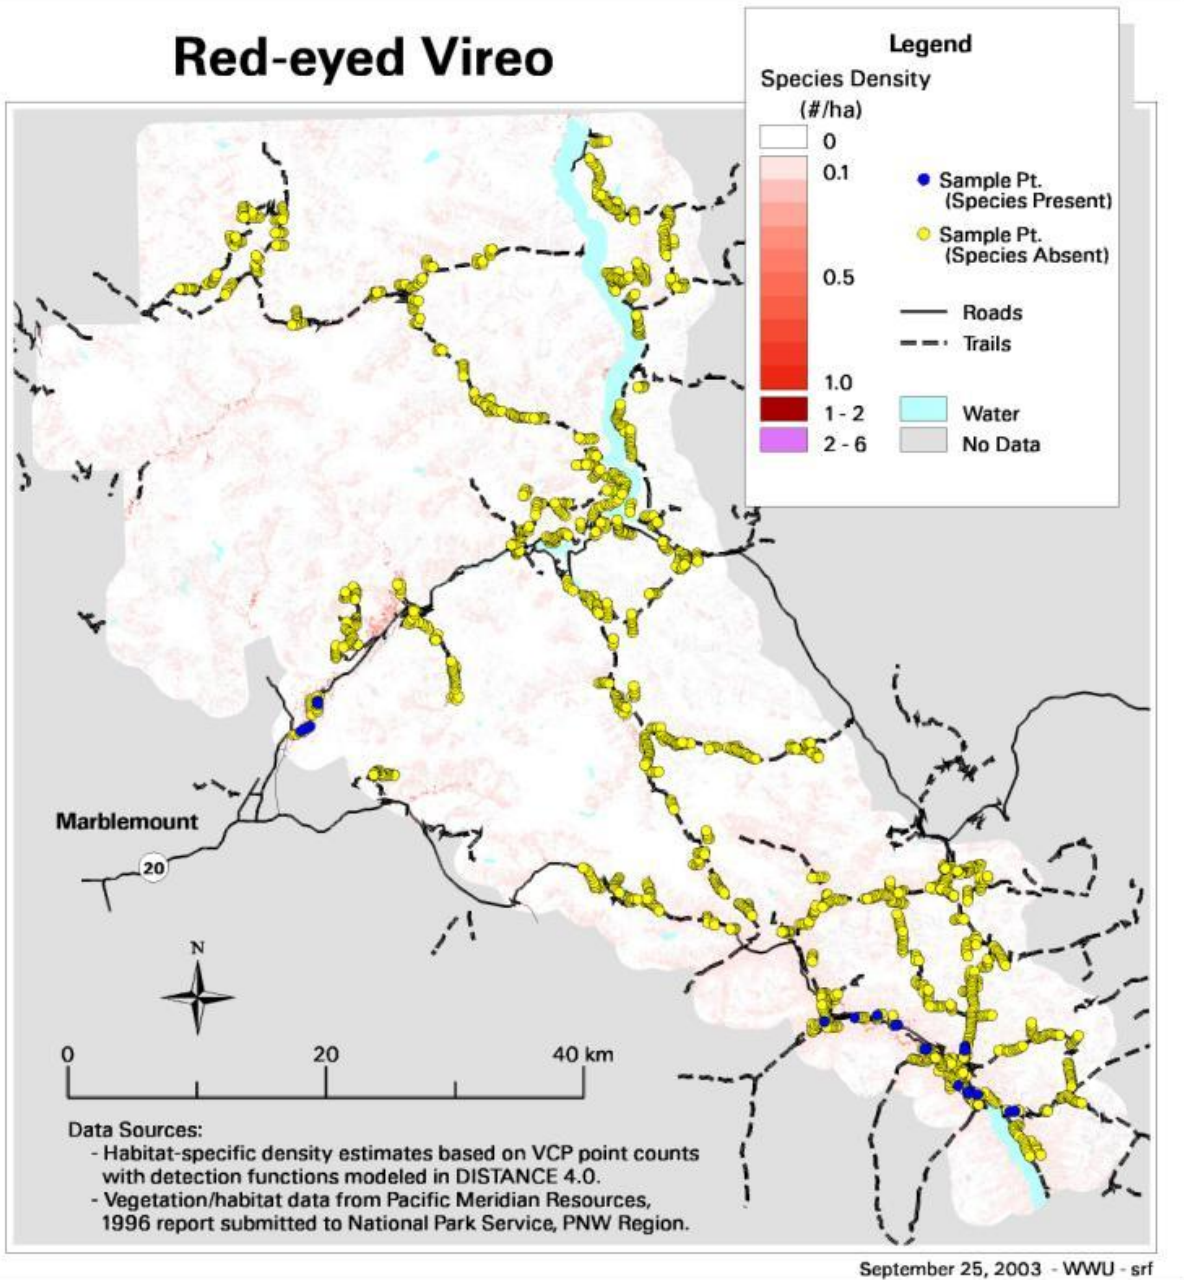 Red-eyed Vireo
Legend
Species Density
(#/ha)
0
0.1
0.5
1.0
1 - 2
2 - 6
Sample Pt.
(Species Present)
Sample Pt.
(Species Absent)
Roads
Trails
Water
No Data
Marblemount
20
N
0 20 40 km
Data Sources:
- Habitat-specific density estimates based on VCP point counts
with detection functions modeled in DISTANCE 4.0.
- Vegetation/habitat data from Pacific Meridian Resources,
1996 report submitted to National Park Service, PNW Region.
September 25, 2003 - WWU - srf